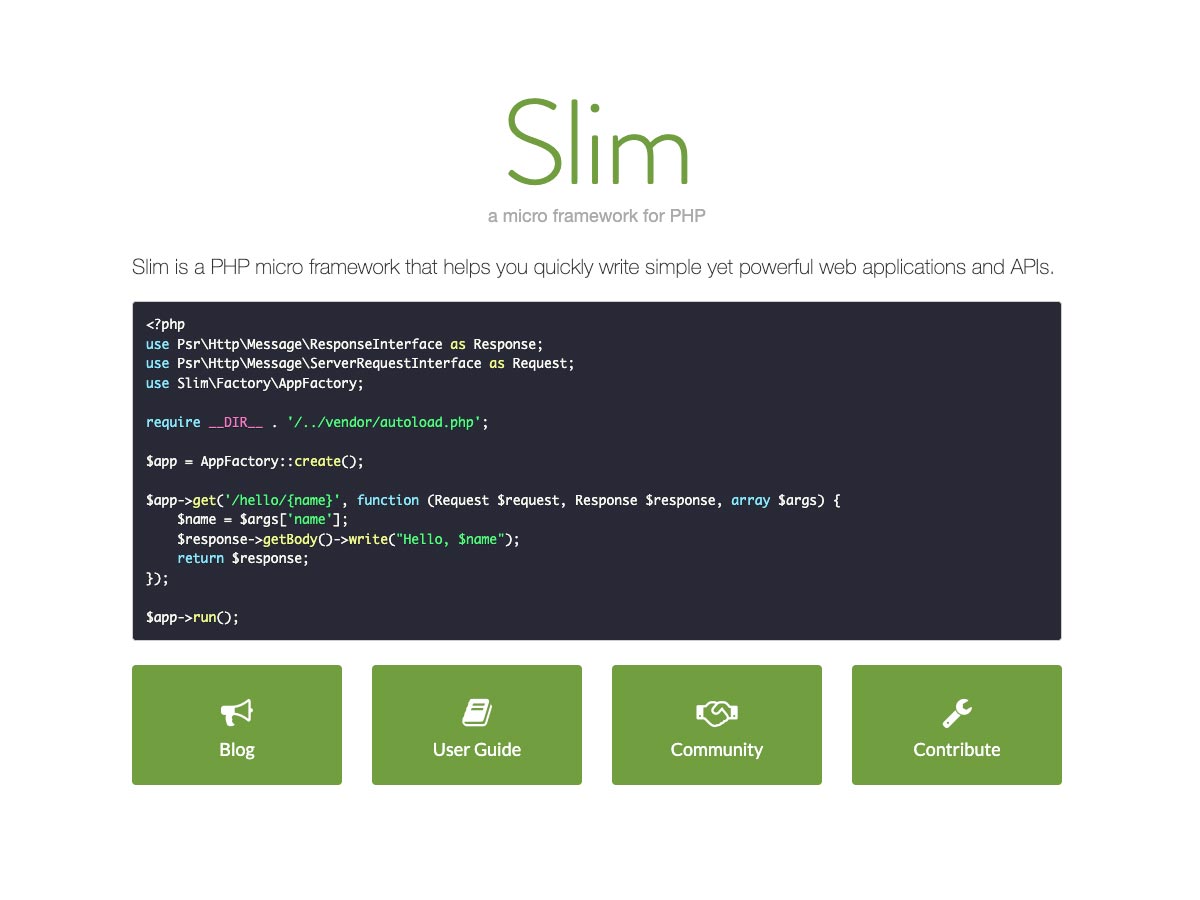 Slim
a micro framework for PHP
Slim is a PHP micro framework that helps you quickly write simple yet powerful web applications and APIs.
<?php
use Psr\Http\Message\ResponseInterface as Response;
use Psr\Http\Message\ServerRequestInterface as Request;
use Slim\Factory\AppFactory;

require __DIR__ . '/../vendor/autoload.php';

$app = AppFactory::create();

$app->get('/hello/{name}', function (Request $request, Response $response, array $args) {
    $name = $args['name'];
    $response->getBody()->write("Hello, $name");
    return $response;
});

$app->run();
Blog
User Guide
Community
Contribute